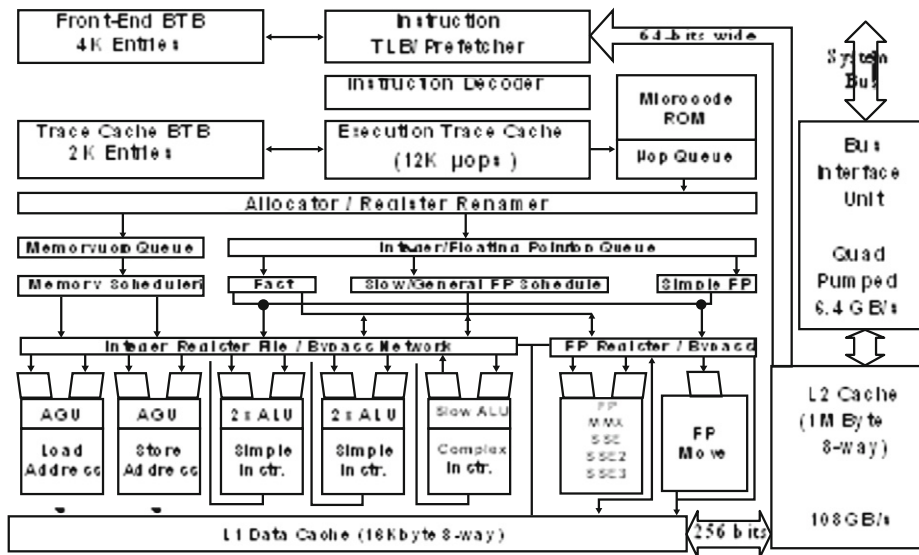 Front-End BTB
4K Entries
Instruction
TLB/Prefetcher
64-bits wide
System
Bus
Instruction Decoder
Microcode
ROM
Trace Cache BTB
2K Entries
Execution Trace Cache
(12K µops)
µop Queue
Bus
Interface
Unit
Quad
Pumped
6.4 GB/s
Allocator / Register Renamer
Memory uop Queue
Integer/Floating Point uop Queue
Memory Scheduler
Fast
Slow/General FP Schedule
Simple FP
Integer Register File / Bypass Network
FP Register / Bypass
AGU
Load
Address
AGU
Store
Address
2x ALU
Simple
Instr.
2x ALU
Simple
Instr.
Slow ALU
Complex
Instr.
FP
MMX
SSE
SSE2
SSE3
FP
Move
L2 Cache
(1M Byte
8-way)
108GB/s
L1 Data Cache (16Kbyte 8-way)
256 bits